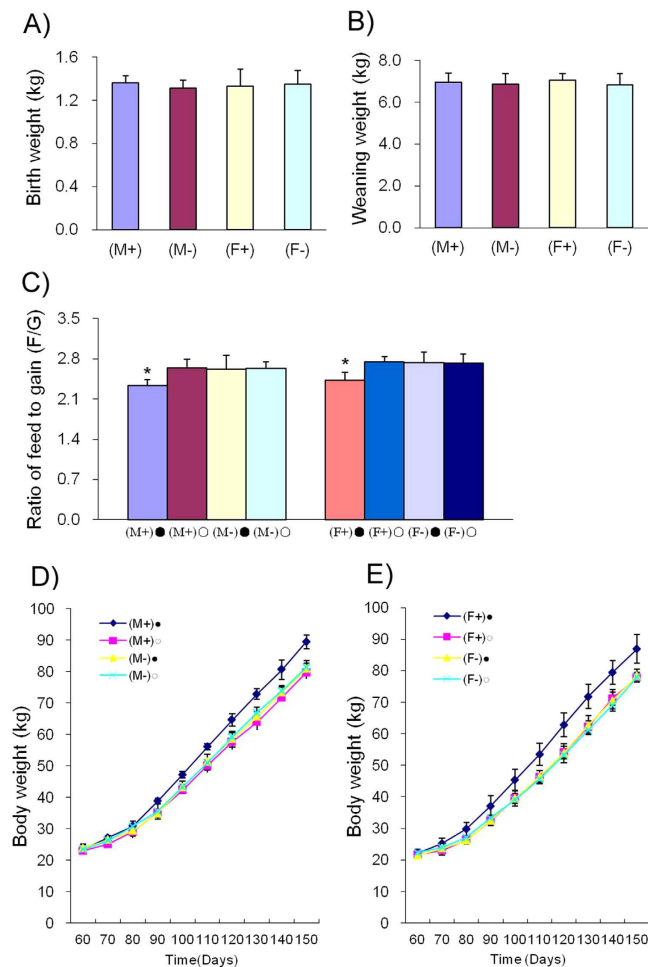 A)
Birth weight (kg)
1.6
1.2
0.8
0.4
0.0
(M+) (M-) (F+) (F-)
B)
Weaning weight (kg)
8.0
6.0
4.0
2.0
0.0
(M+) (M-) (F+) (F-)
C)
Ratio of feed to gain (F/G)
3.5
2.8
2.1
1.4
0.7
0.0
* *
(M+)● (M+)○ (M-)● (M-)○ (F+)● (F+)○ (F-)● (F-)○
D)
Body weight (kg)
100
90
80
70
60
50
40
30
20
10
0
(M+)●
(M+)○
(M-)●
(M-)○
60 70 80 90 100 110 120 130 140 150
Time(Days)
E)
Body weight (kg)
100
90
80
70
60
50
40
30
20
10
0
(F+)●
(F+)○
(F-)●
(F-)○
60 70 80 90 100 110 120 130 140 150
Time(Days)